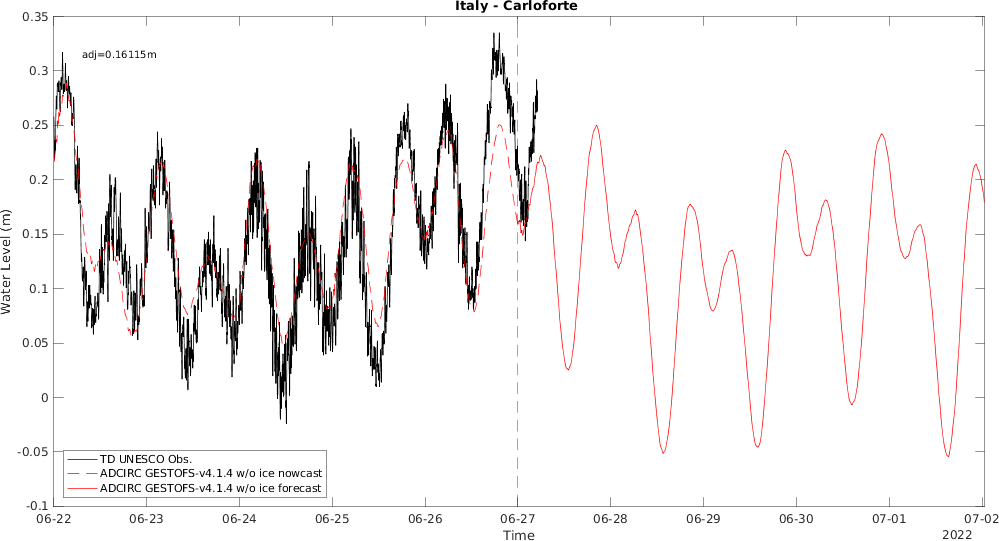 Italy - Carloforte
adj=0.16115m
Water Level (m)
0.35
0.3
0.25
0.2
0.15
0.1
0.05
0
-0.05
-0.1
TD UNESCO Obs.
ADCIRC GESTOFS-v4.1.4 w/o ice nowcast
ADCIRC GESTOFS-v4.1.4 w/o ice forecast
06-22 06-23 06-24 06-25 06-26 06-27 06-28 06-29 06-30 07-01 07-02
Time
2022